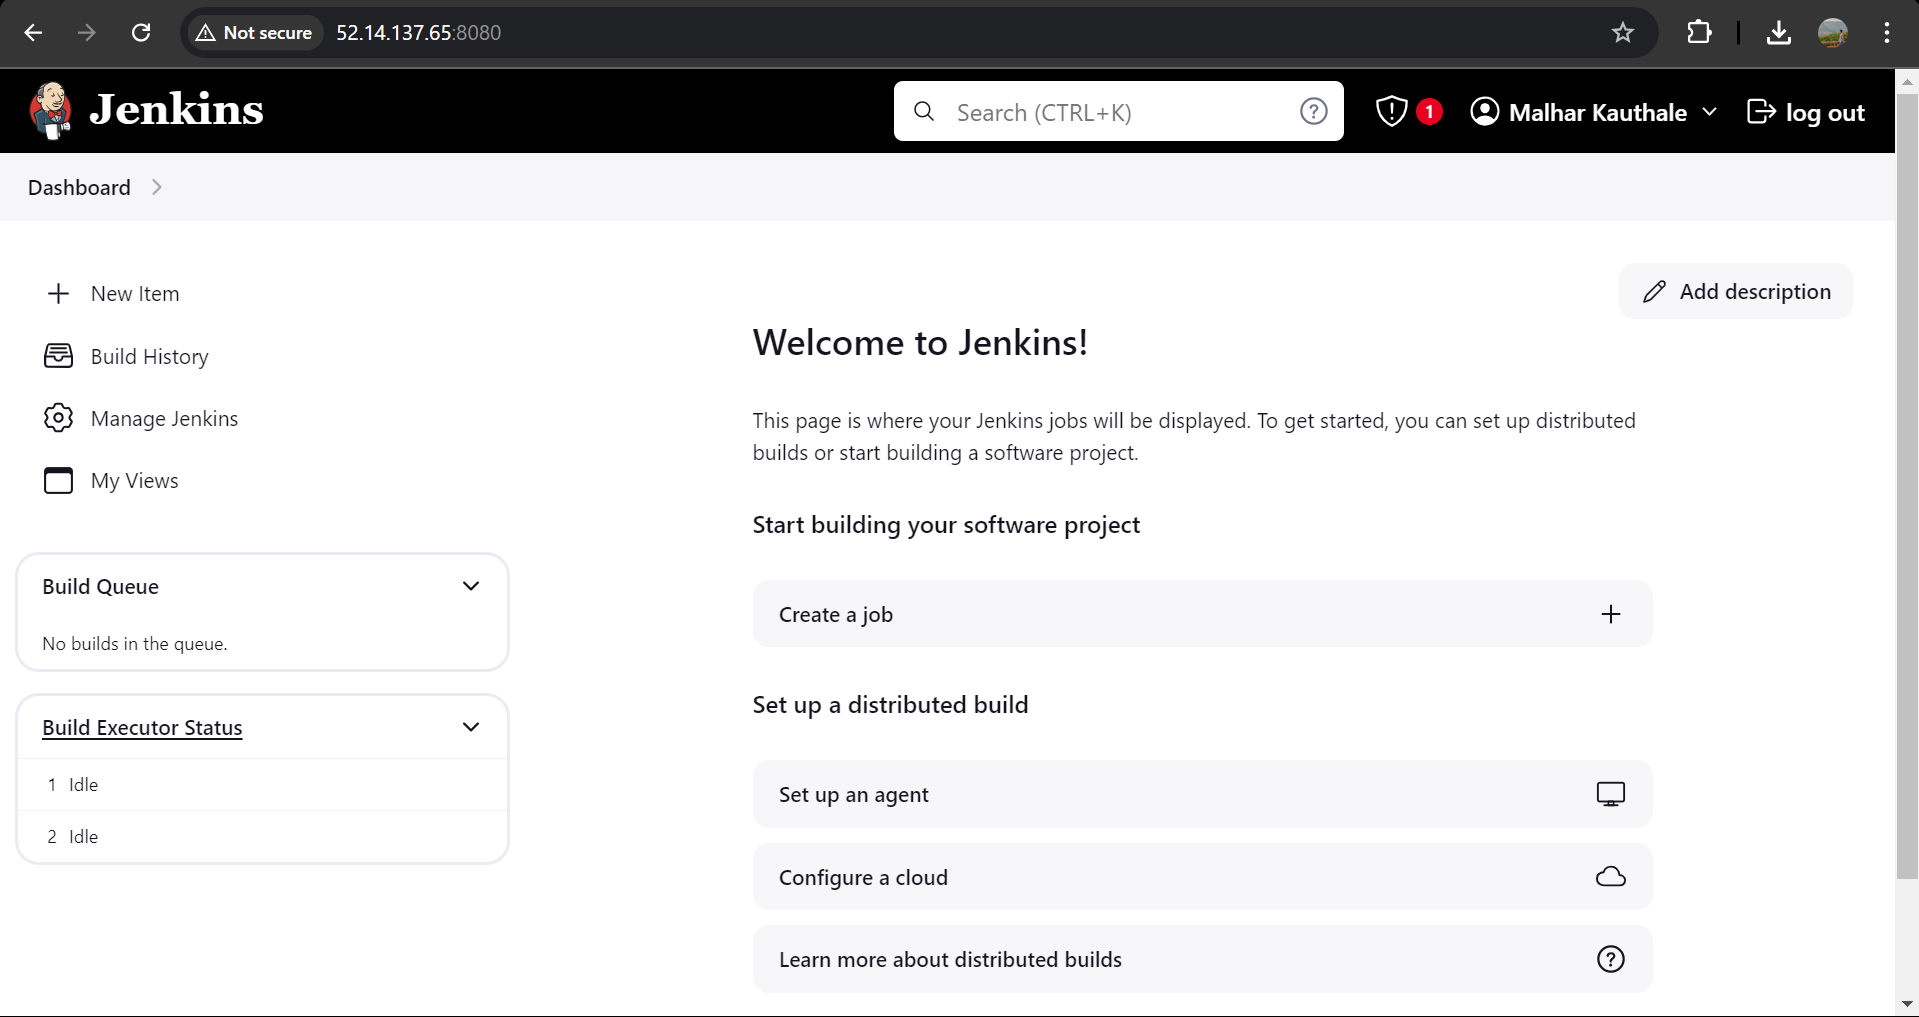 Not secure 52.14.137.65:8080
Jenkins
Search (CTRL+K)
1
Malhar Kauthale
log out
Dashboard
New Item
Build History
Manage Jenkins
My Views
Build Queue
No builds in the queue.
Build Executor Status
1 Idle
2 Idle
Add description
Welcome to Jenkins!
This page is where your Jenkins jobs will be displayed. To get started, you can set up distributed
builds or start building a software project.
Start building your software project
Create a job
Set up a distributed build
Set up an agent
Configure a cloud
Learn more about distributed builds